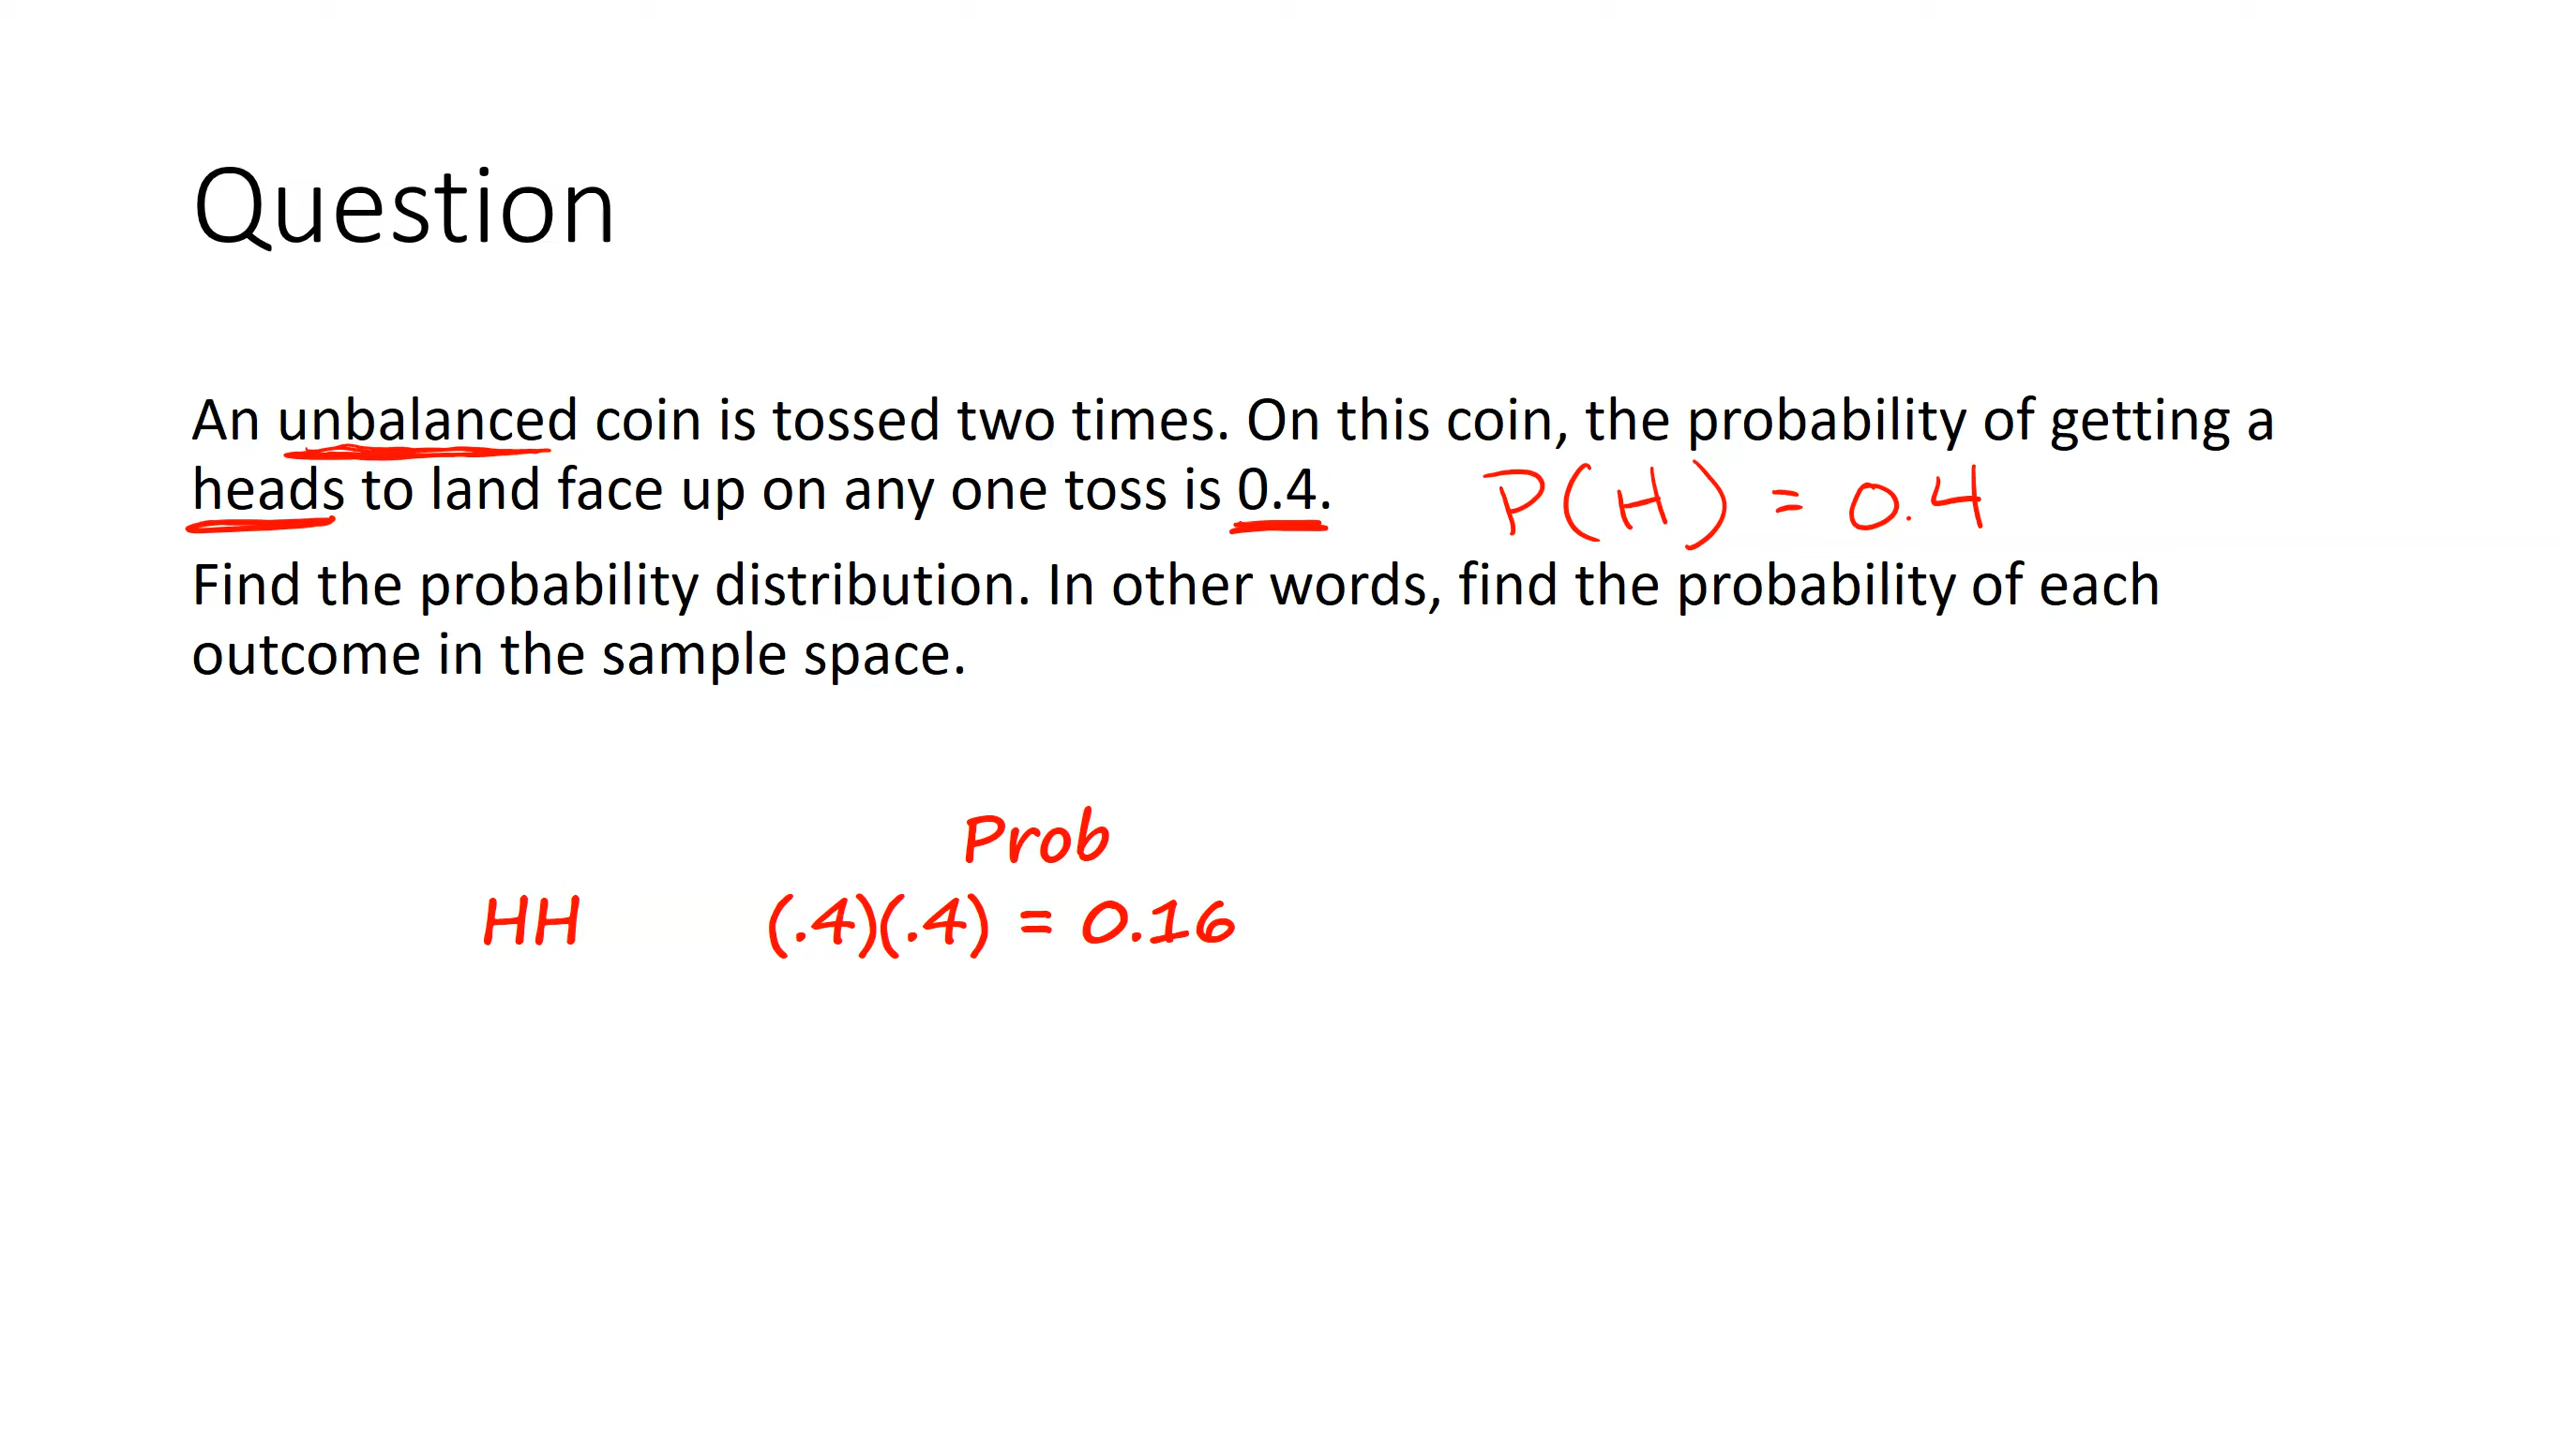 Question
An unbalanced coin is tossed two times. On this coin, the probability of getting a
heads to land face up on any one toss is 0.4.
P(H) = 0.4
Find the probability distribution. In other words, find the probability of each
outcome in the sample space.
Prob
HH (.4)(.4) = 0.16